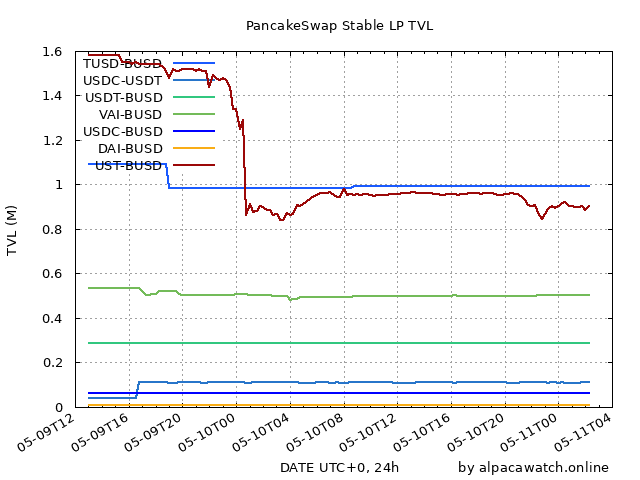 PancakeSwap Stable LP TVL
1.6
1.4
1.2
1
0.8
0.6
0.4
0.2
0
TVL (M)
TUSD-BUSD
USDC-USDT
USDT-BUSD
VAI-BUSD
USDC-BUSD
DAI-BUSD
UST-BUSD
05-09T12
05-09T16
05-09T20
05-10T00
05-10T04
05-10T08
05-10T12
05-10T16
05-10T20
05-11T00
05-11T04
DATE UTC+0, 24h
by alpacawatch.online